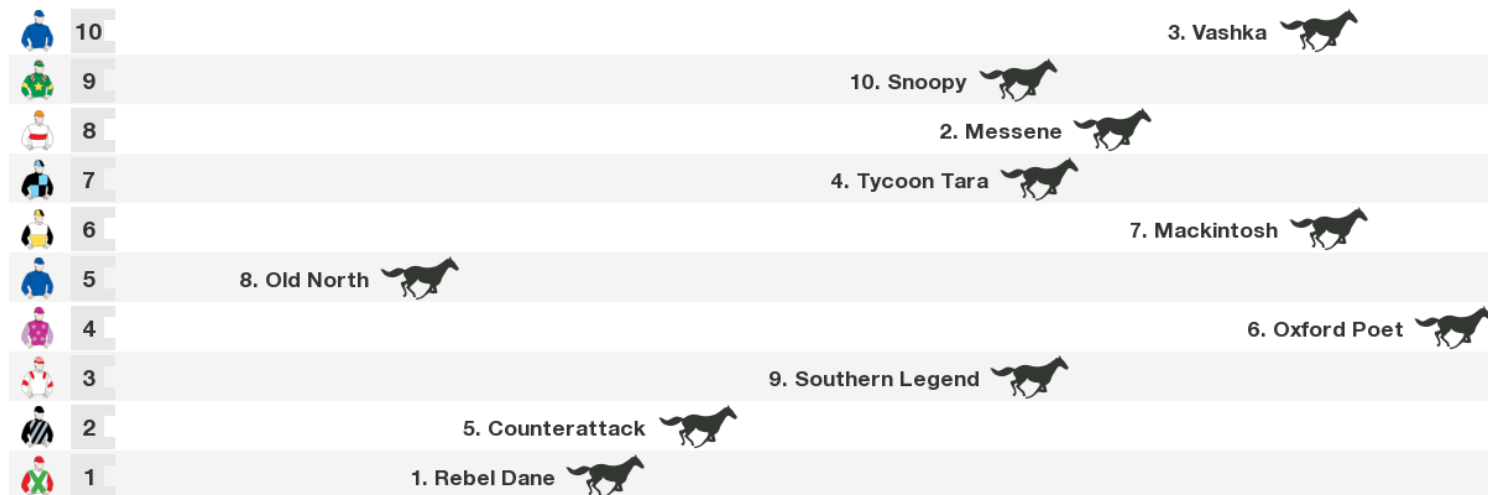 10 3. Vashka
9 10. Snoopy
8 2. Messene
7 4. Tycoon Tara
6 7. Mackintosh
5 8. Old North
4 6. Oxford Poet
3 9. Southern Legend
2 5. Counterattack
1 1. Rebel Dane